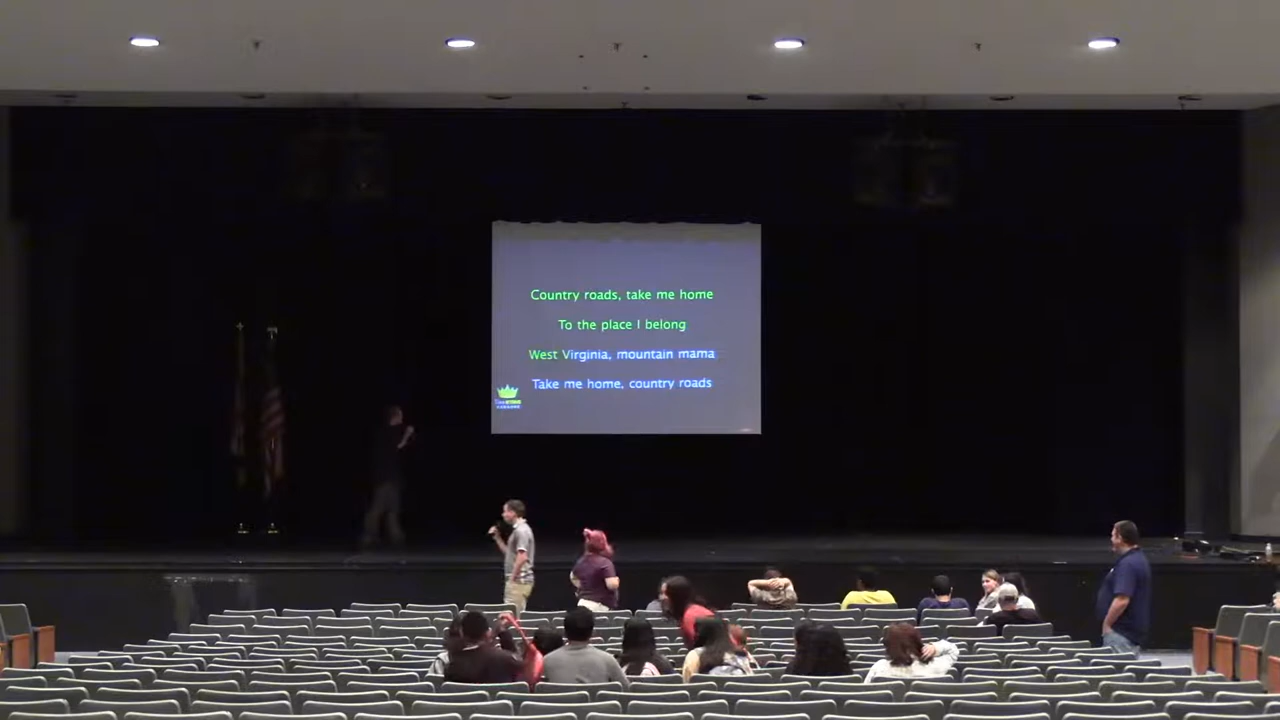 Country roads, take me home
To the place I belong
West Virginia, mountain mama
Take me home, country roads